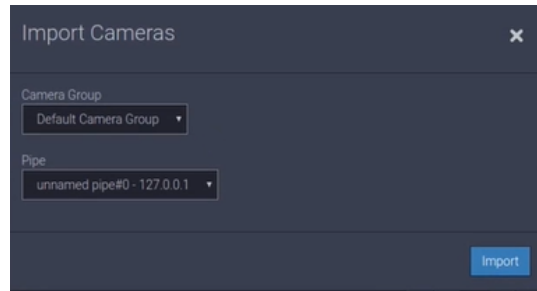 Import Cameras
Camera Group
Default Camera Group
Pipe
unnamed pipe#0 - 127.0.0.1
Import